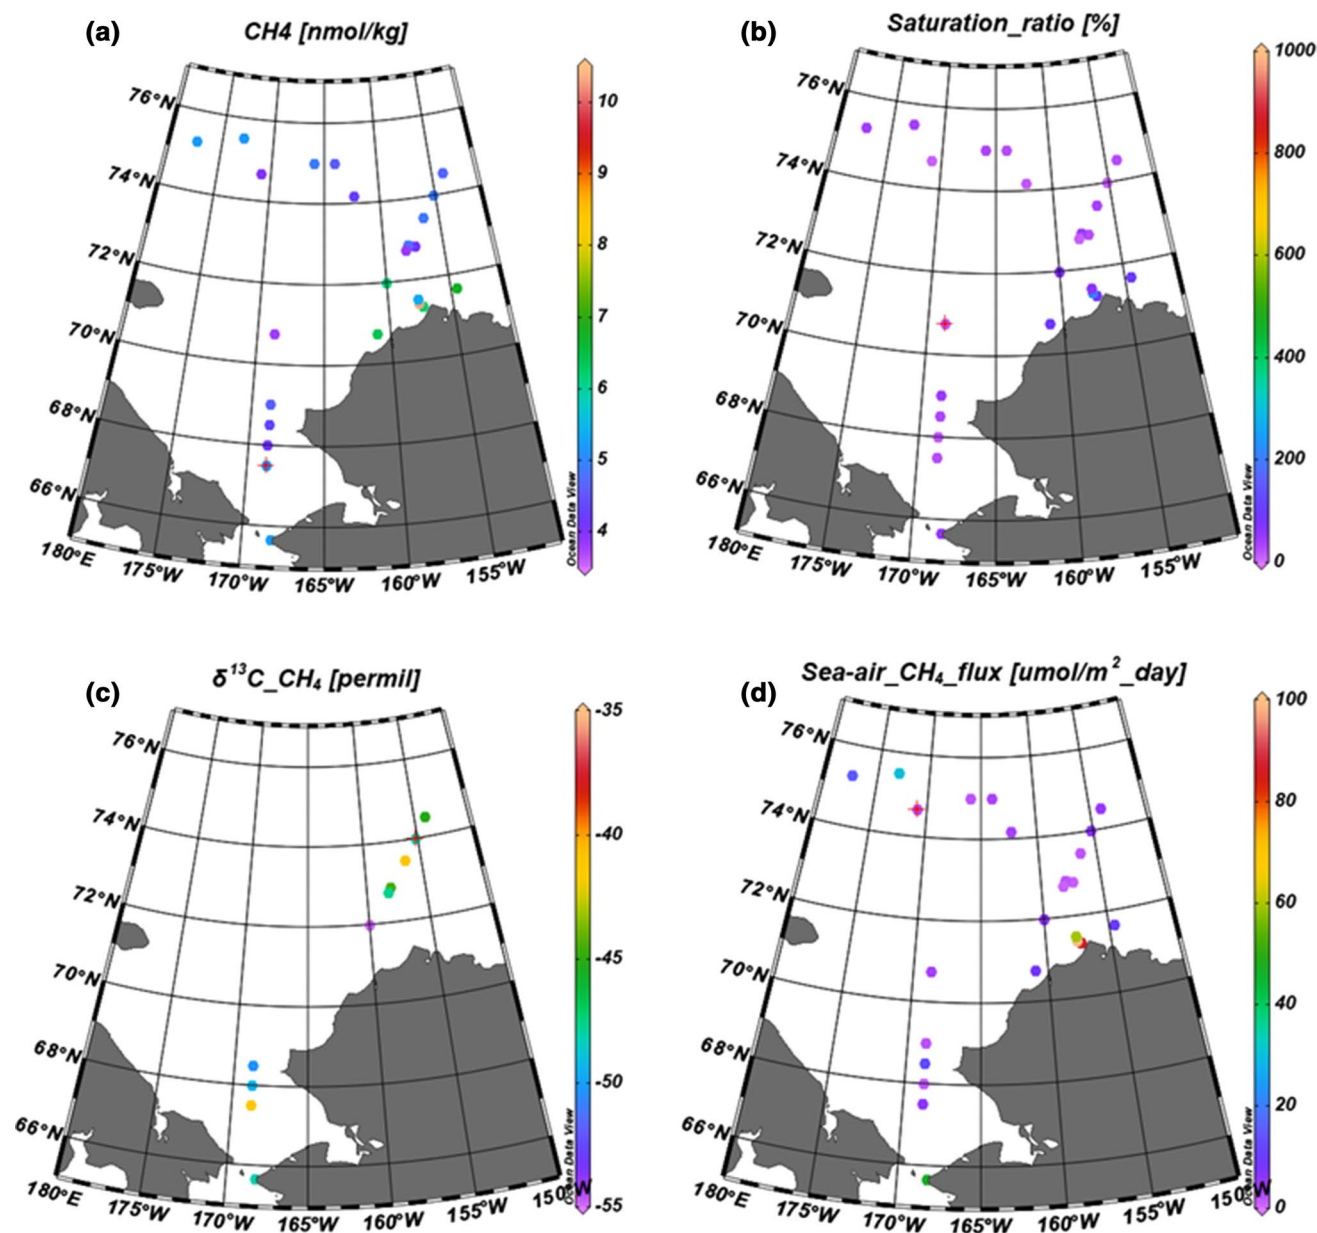 (a)
CH4 [nmol/kg]
76°N
74°N
72°N
70°N
68°N
66°N
180°E
175°W
170°W
165°W
160°W
155°W
10
9
8
7
6
5
4
Ocean Data View
(b)
Saturation_ratio [%]
76°N
74°N
72°N
70°N
68°N
66°N
180°E
175°W
170°W
165°W
160°W
155°W
1000
800
600
400
200
0
Ocean Data View
(c)
δ¹³C_CH₄ [permil]
76°N
74°N
72°N
70°N
68°N
66°N
180°E
175°W
170°W
165°W
160°W
155°W
150°W
-35
-40
-45
-50
-55
Ocean Data View
(d)
Sea-air_CH₄_flux [umol/m²_day]
76°N
74°N
72°N
70°N
68°N
66°N
180°E
175°W
170°W
165°W
160°W
155°W
150°W
100
80
60
40
20
0
Ocean Data View